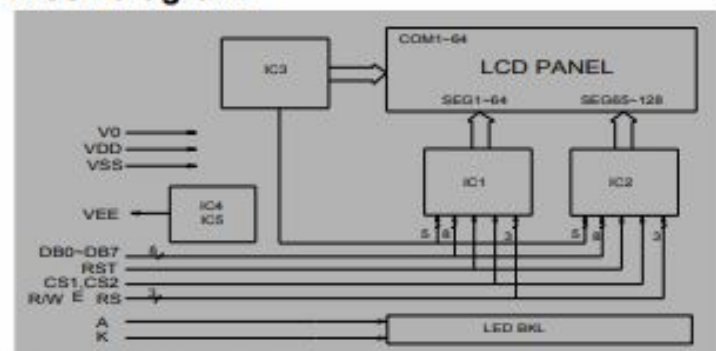 COM1~64
IC3
LCD PANEL
SEG1~64 SEG65~128
V0
VDD
VSS
IC1 IC2
IC4
IC5
VEE
5 8 3 5 8 3
DB0~DB7 8
RST
CS1,CS2
R/W E RS 3
A
LED BKL
K